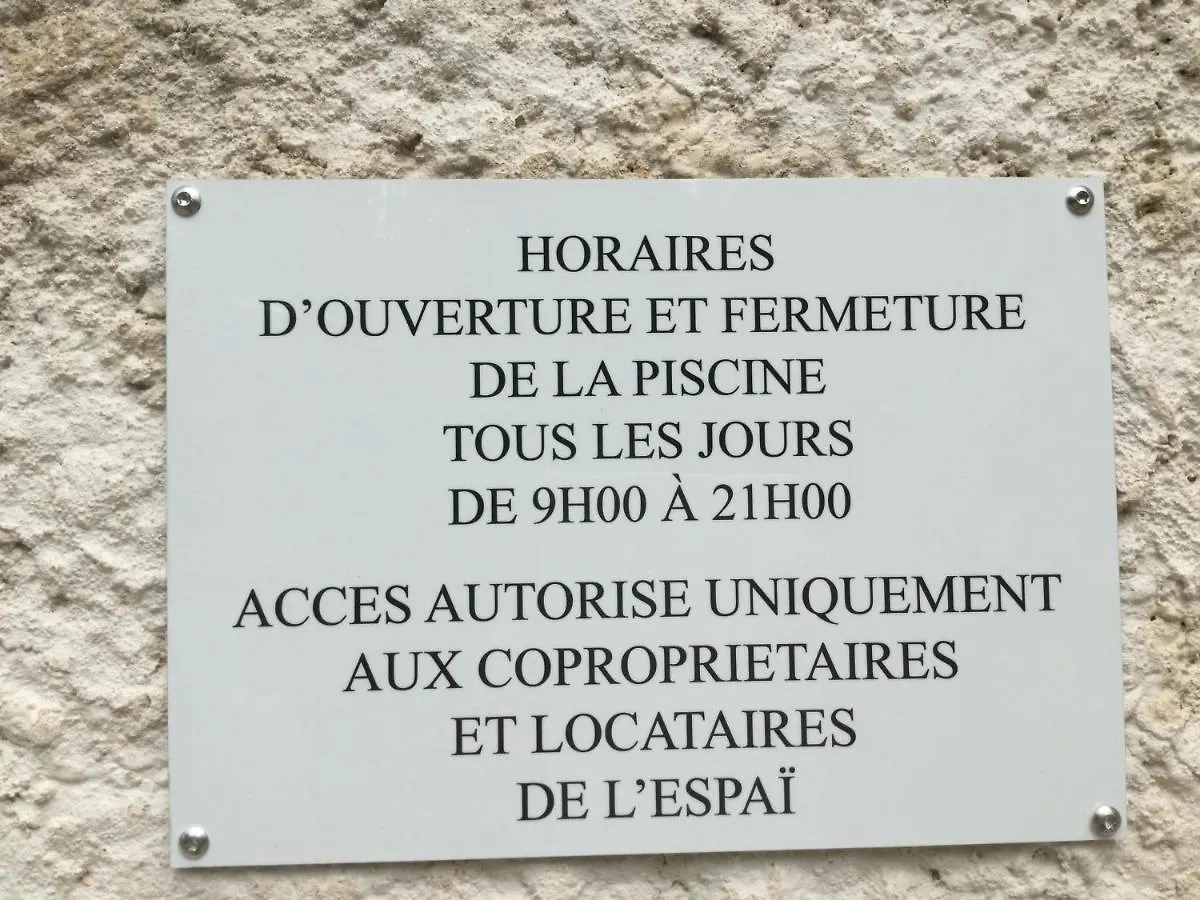 HORAIRES
D’OUVERTURE ET FERMETURE
DE LA PISCINE
TOUS LES JOURS
DE 9H00 À 21H00
ACCES AUTORISE UNIQUEMENT
AUX COPROPRIETAIRES
ET LOCATAIRES
DE L’ESPAÏ